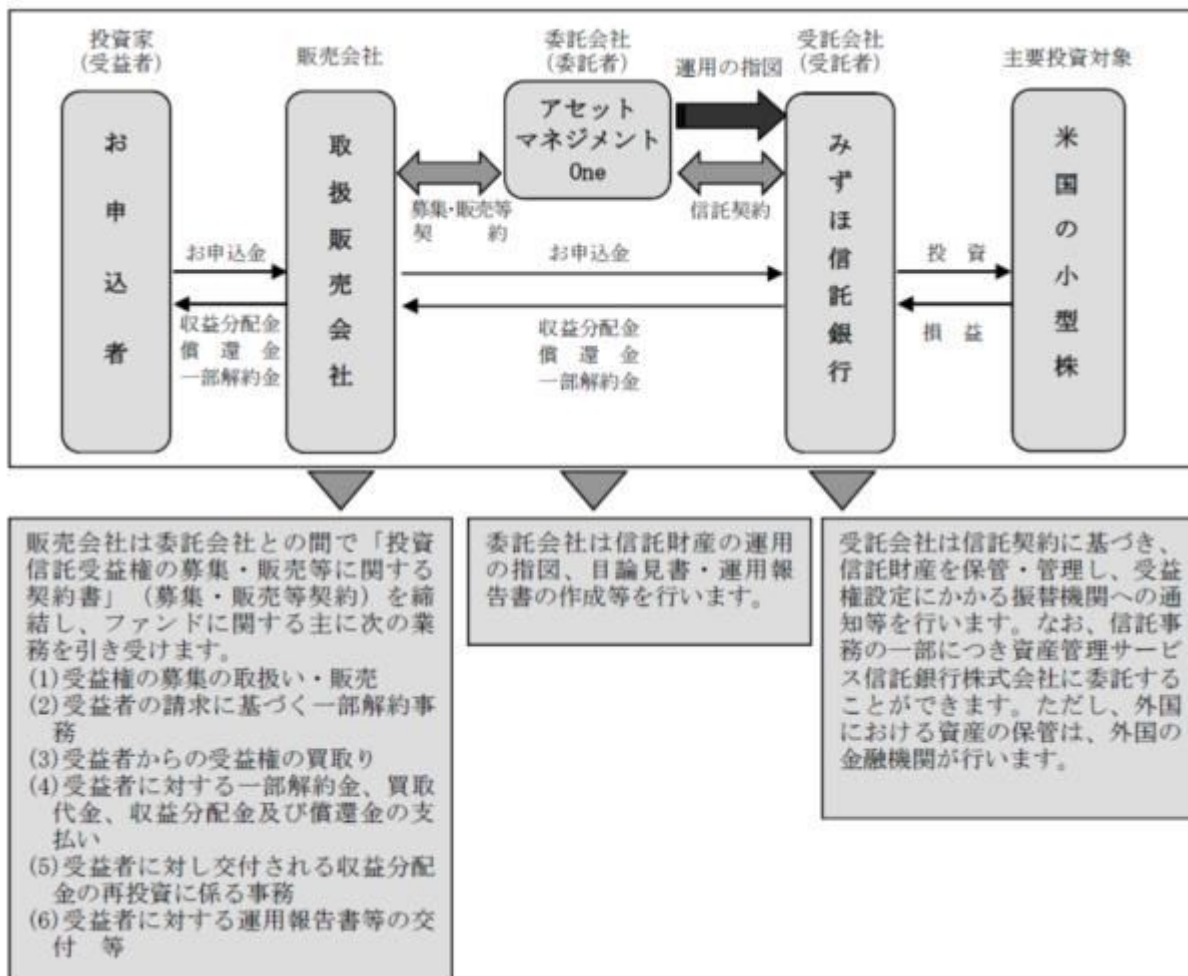 投資家
(受益者)
販売会社
委託会社
(委託者)
運用の指図
受託会社
(受託者)
主要投資対象
お申込者
取扱販売会社
アセット
マネジメント
One
みずほ信託銀行
米国の小型株
募集・販売等
契約
信託契約
お申込金
収益分配金
償還金
一部解約金
お申込金
収益分配金
償還金
一部解約金
投資
損益
販売会社は委託会社との間で「投資
信託受益権の募集・販売等に関する
契約書」（募集・販売等契約）を締
結し、ファンドに関する主に次の業
務を引き受けます。
(1)受益権の募集の取扱い・販売
(2)受益者の請求に基づく一部解約事
務
(3)受益者からの受益権の買取り
(4)受益者に対する一部解約金、買取
代金、収益分配金及び償還金の支
払い
(5)受益者に対し交付される収益分配
金の再投資に係る事務
(6)受益者に対する運用報告書等の交
付　等
委託会社は信託財産の運用
の指図、目論見書・運用報
告書の作成等を行います。
受託会社は信託契約に基づき、
信託財産を保管・管理し、受益
権設定にかかる振替機関への通
知等を行います。なお、信託事
務の一部につき資産管理サービ
ス信託銀行株式会社に委託する
ことができます。ただし、外国
における資産の保管は、外国の
金融機関が行います。